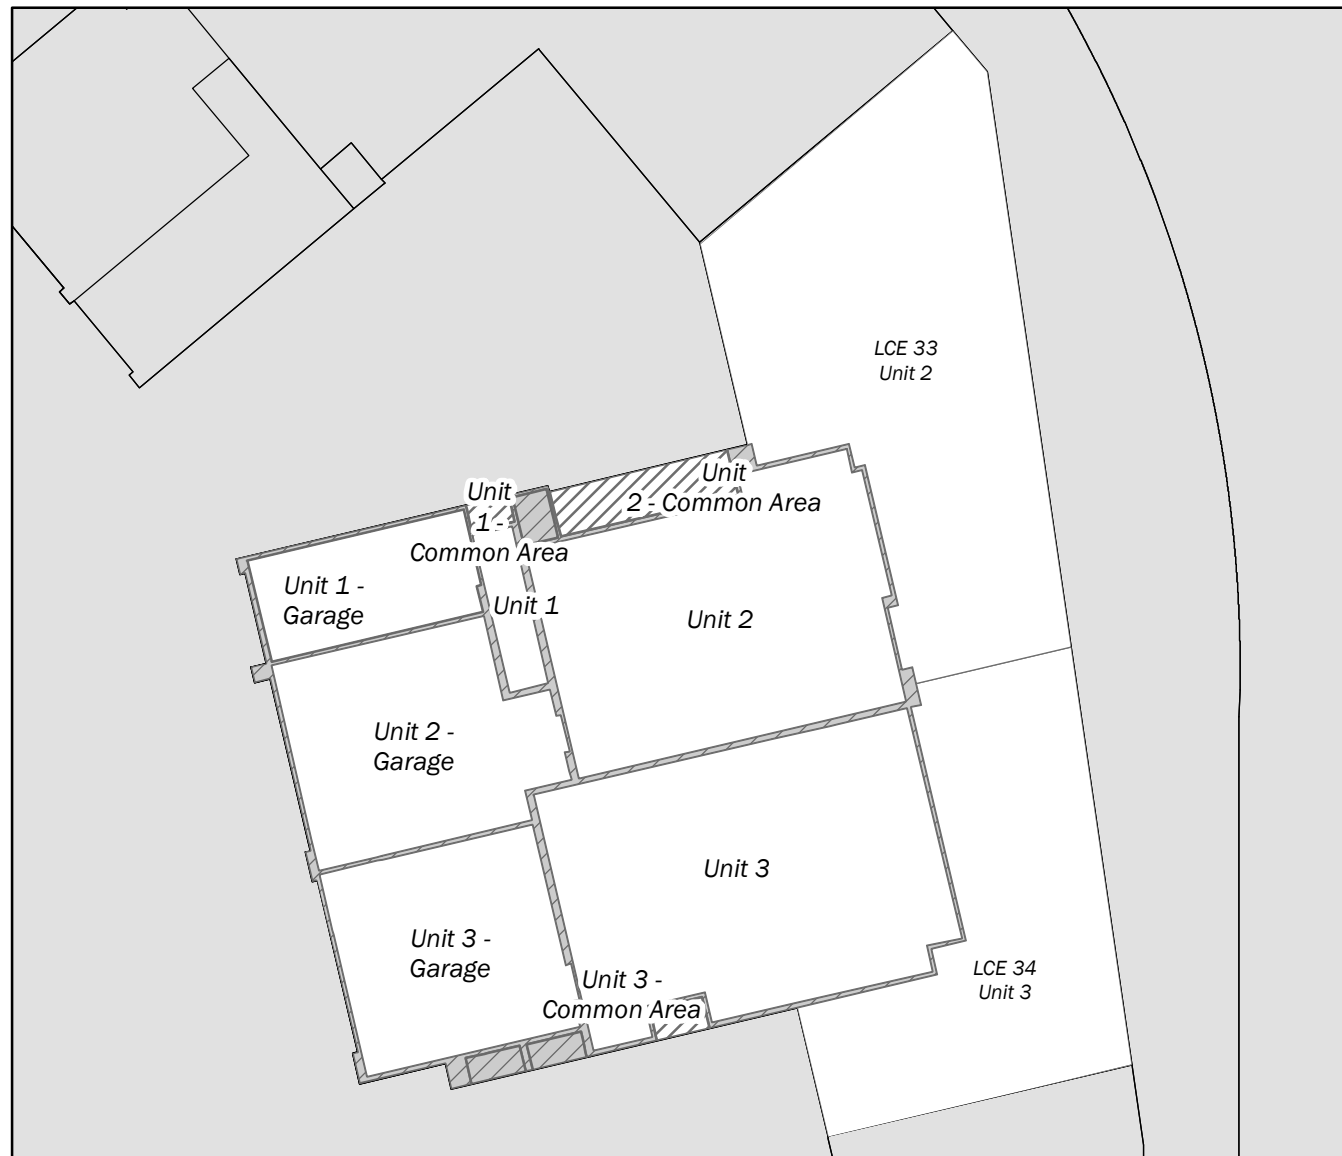 LCE 33
Unit 2
Unit
2 - Common Area
Unit
1 -
Common Area
Unit 1 -
Garage
Unit 1
Unit 2
Unit 2 -
Garage
Unit 3
Unit 3 -
Garage
Unit 3 -
Common Area
LCE 34
Unit 3